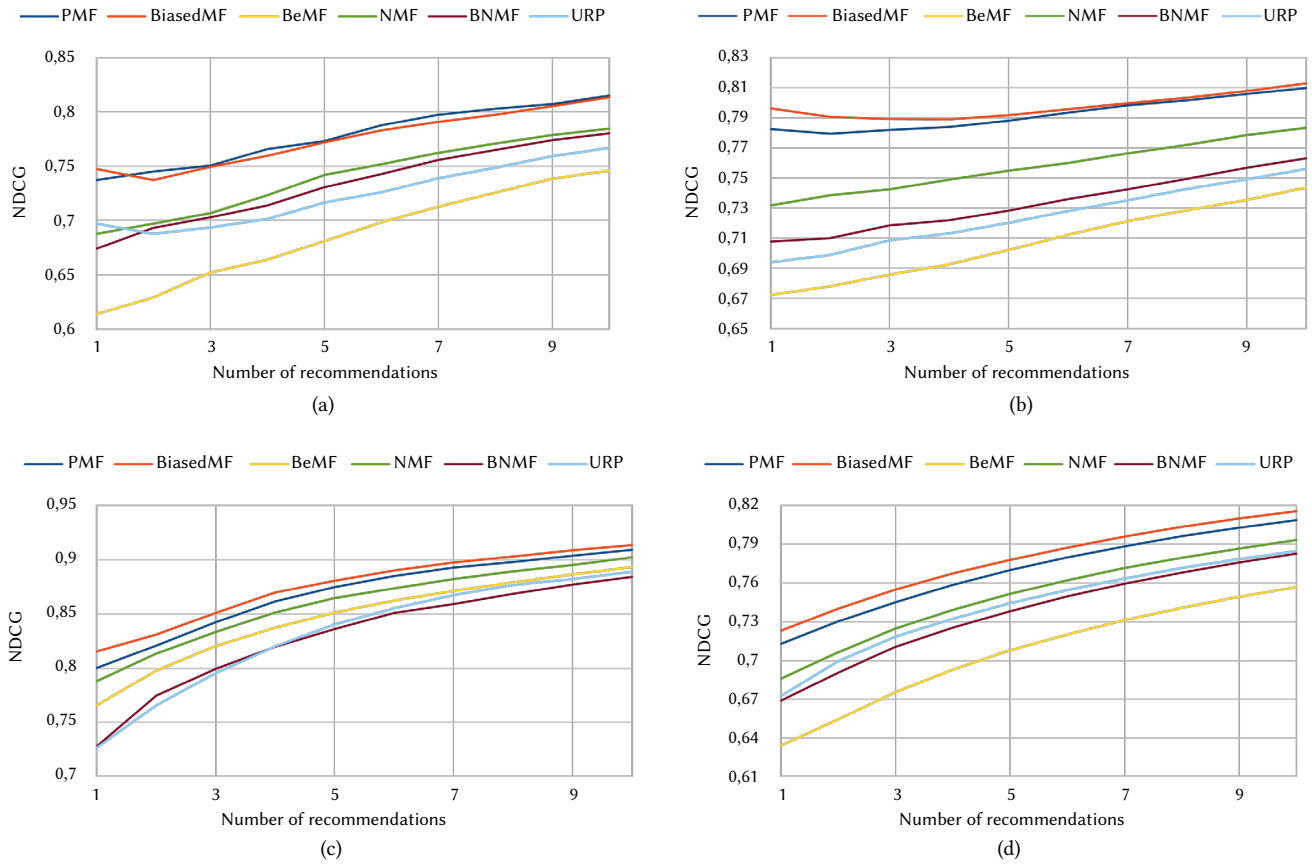 PMF BiasedMF BeMF NMF BNMF URP
0,85
0,8
0,75
0,7
0,65
0,6
NDCG
1 3 5 7 9
Number of recommendations
(a)
PMF BiasedMF BeMF NMF BNMF URP
0,83
0,81
0,79
0,77
0,75
0,73
0,71
0,69
0,67
0,65
NDCG
1 3 5 7 9
Number of recommendations
(b)
PMF BiasedMF BeMF NMF BNMF URP
0,95
0,9
0,85
0,8
0,75
0,7
NDCG
1 3 5 7 9
Number of recommendations
(c)
PMF BiasedMF BeMF NMF BNMF URP
0,82
0,79
0,76
0,73
0,7
0,67
0,64
0,61
NDCG
1 3 5 7 9
Number of recommendations
(d)